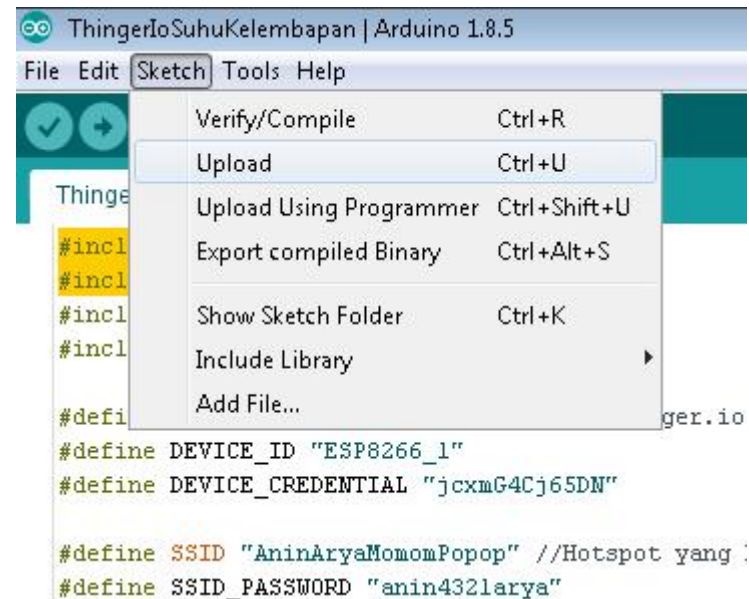 ThingerIoSuhuKelembapan | Arduino 1.8.5
File Edit Sketch Tools Help
Verify/Compile Ctrl+R
Upload Ctrl+U
Thinge
Upload Using Programmer Ctrl+Shift+U
#incl
Export compiled Binary Ctrl+Alt+S
#incl
#incl
Show Sketch Folder Ctrl+K
#incl
Include Library
Add File...
#defi ger.io
#define DEVICE_ID "ESP8266_1"
#define DEVICE_CREDENTIAL "jcxmG4Cj65DN"
#define SSID "AninAryaMomomPopop" //Hotspot yang
#define SSID_PASSWORD "anin4321arya"